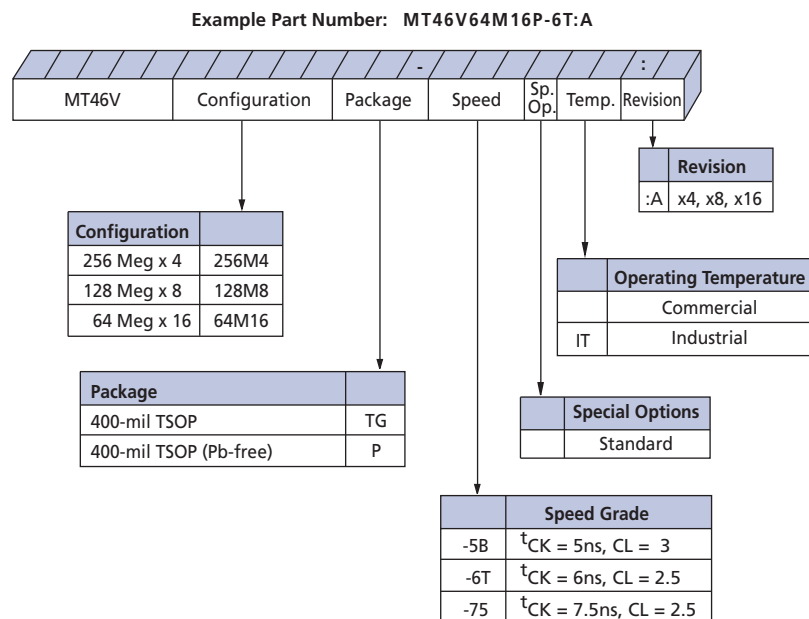 Example Part Number: MT46V64M16P-6T:A
- :
MT46V Configuration Package Speed Sp. Op. Temp. Revision
Revision
:A x4, x8, x16
Configuration
256 Meg x 4 256M4
128 Meg x 8 128M8
64 Meg x 16 64M16
Operating Temperature
Commercial
IT Industrial
Package
400-mil TSOP TG
400-mil TSOP (Pb-free) P
Special Options
Standard
Speed Grade
-5B tCK = 5ns, CL = 3
-6T tCK = 6ns, CL = 2.5
-75 tCK = 7.5ns, CL = 2.5